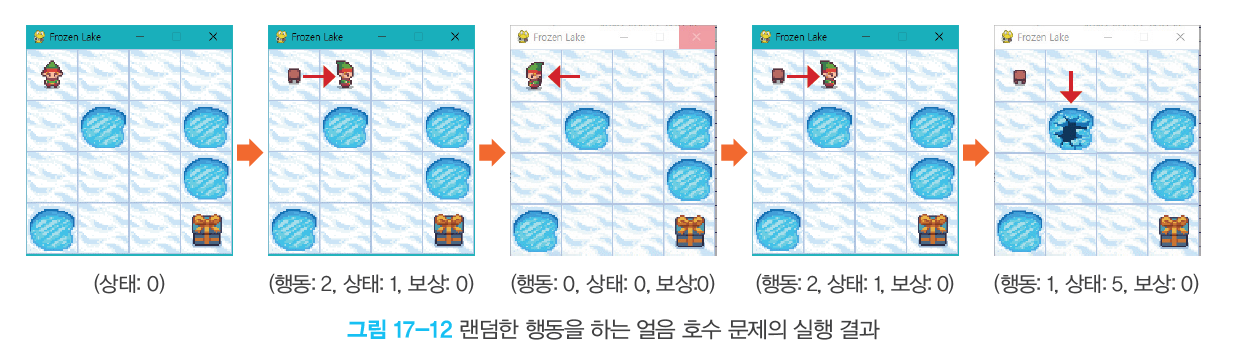 Frozen Lake
Frozen Lake
Frozen Lake
Frozen Lake
Frozen Lake
(상태: 0)
(행동: 2, 상태: 1, 보상: 0)
(행동: 0, 상태: 0, 보상:0)
(행동: 2, 상태: 1, 보상: 0)
(행동: 1, 상태: 5, 보상: 0)
그림 17-12 랜덤한 행동을 하는 얼음 호수 문제의 실행 결과